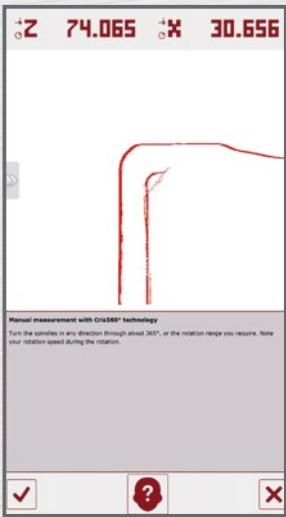 Z 74.065 X 30.656
Manual measurement with Cris360° technology
Turn the spindles in any direction through about 365°, or the rotation range you require. Note
your rotation speed during the rotation.
?